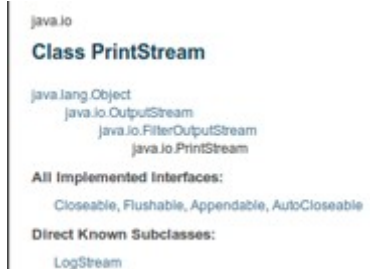 java.io
Class PrintStream
java.lang.Object
java.io.OutputStream
java.io.FilterOutputStream
java.io.PrintStream
All Implemented Interfaces:
Closeable, Flushable, Appendable, AutoCloseable
Direct Known Subclasses:
LogStream